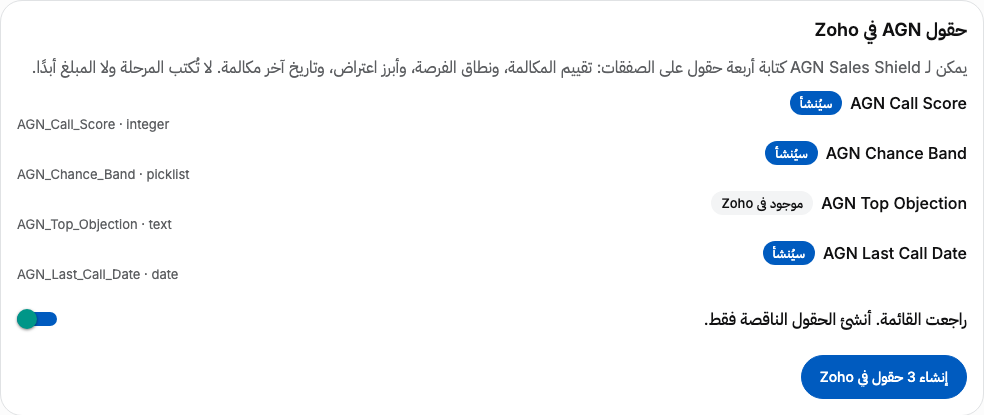 حقول AGN في Zoho
يمكن لـ AGN Sales Shield كتابة أربعة حقول على الصفقات: تقييم المكالمة، ونطاق الفرصة، وأبرز اعتراض، وتاريخ آخر مكالمة. لا تُكتب المرحلة ولا المبلغ أبدًا.
AGN Call Score سيُنشأ
AGN_Call_Score · integer
AGN Chance Band سيُنشأ
AGN_Chance_Band · picklist
AGN Top Objection موجود في Zoho
AGN_Top_Objection · text
AGN Last Call Date سيُنشأ
AGN_Last_Call_Date · date
راجعت القائمة. أنشئ الحقول الناقصة فقط.
إنشاء 3 حقول في Zoho